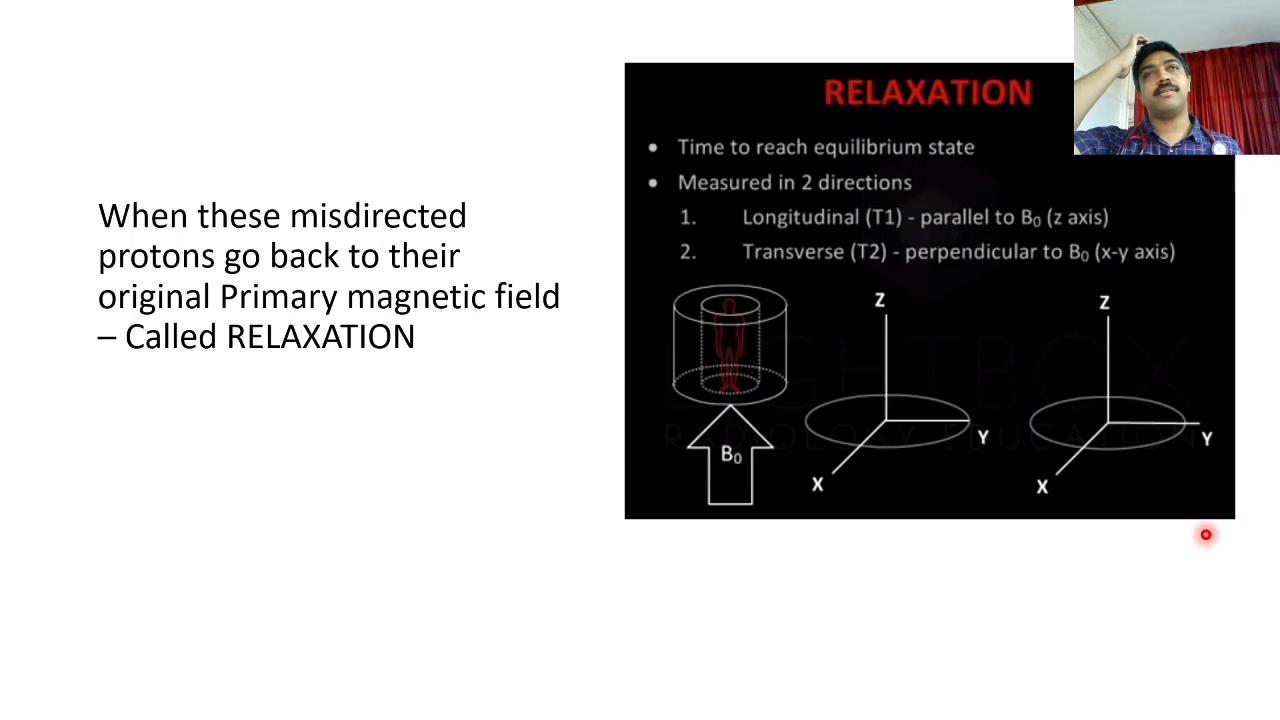 When these misdirected
protons go back to their
original Primary magnetic field
– Called RELAXATION
RELAXATION
• Time to reach equilibrium state
• Measured in 2 directions
1. Longitudinal (T1) - parallel to B₀ (z axis)
2. Transverse (T2) - perpendicular to B₀ (x-y axis)
Z
Y
X
Z
Y
X
B₀
RADIOLOGY EDUCATION